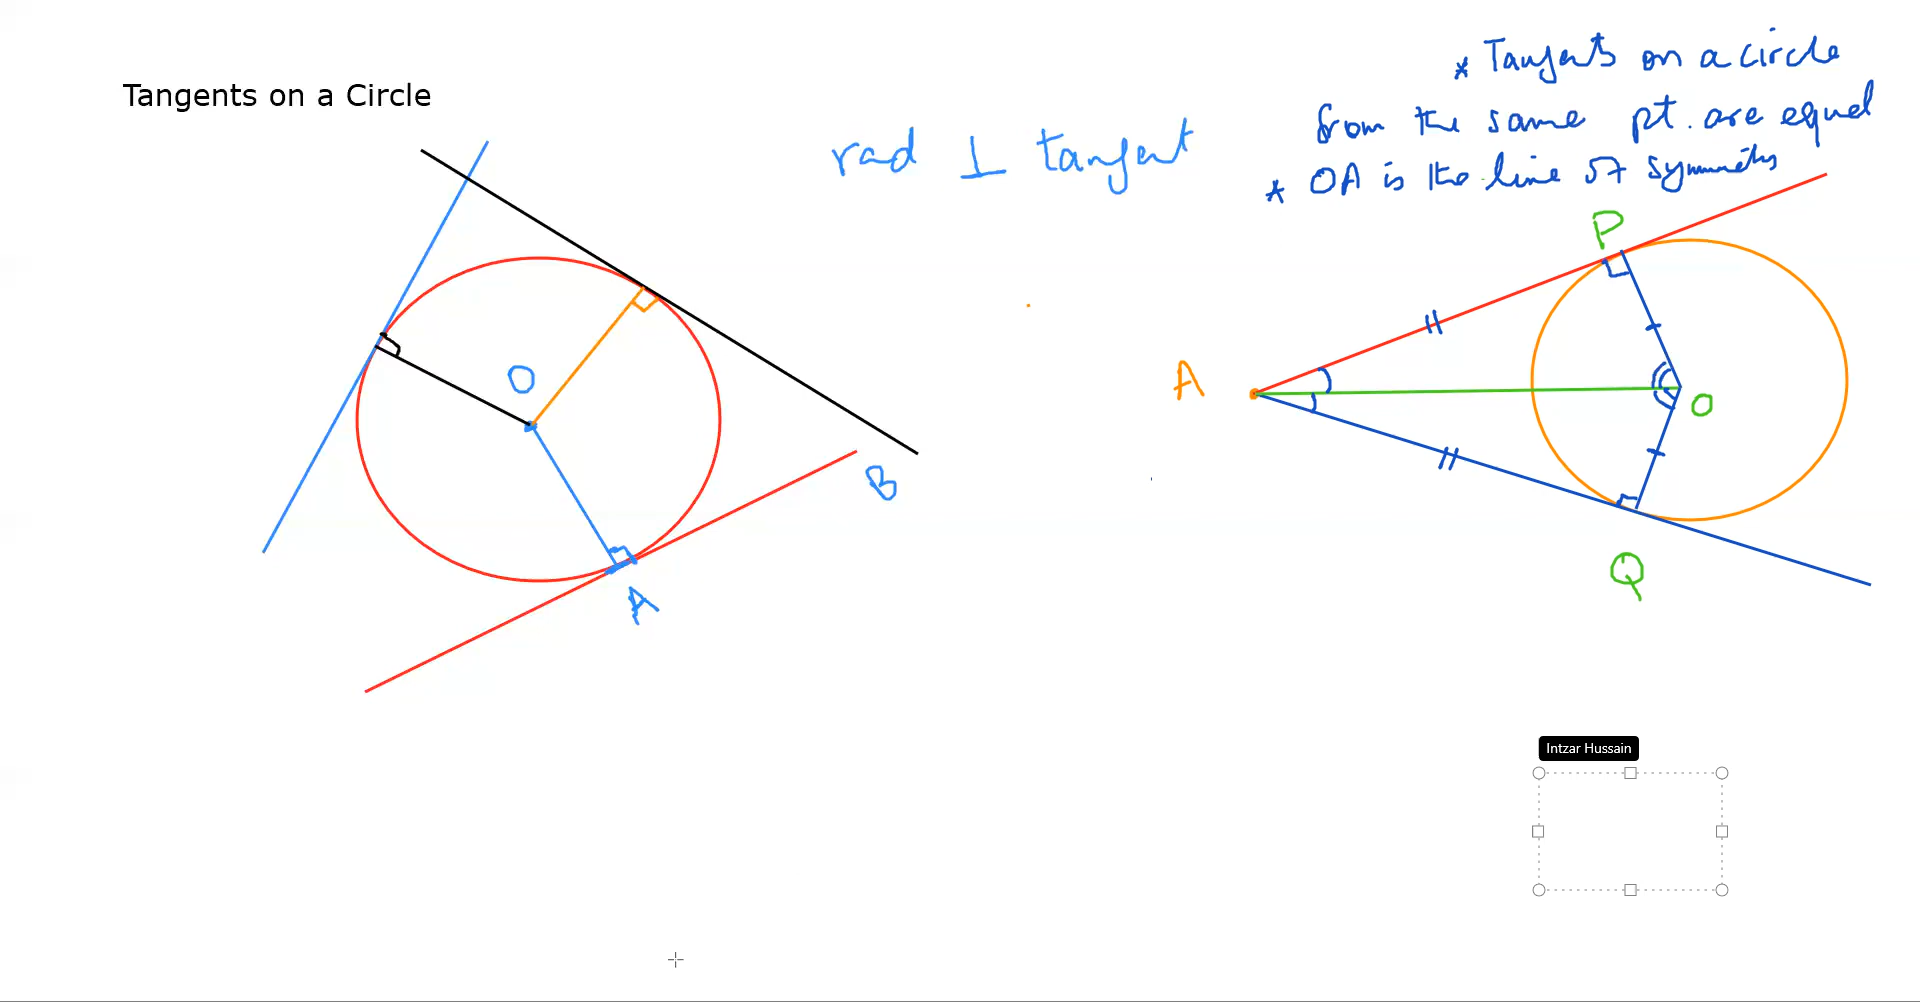 Tangents on a Circle
rad ⊥ tangent
* Tangents on a circle
from the same pt. are equal
* OA is the line of symmetry
P
A
O
O
B
A
Q
Intzar Hussain